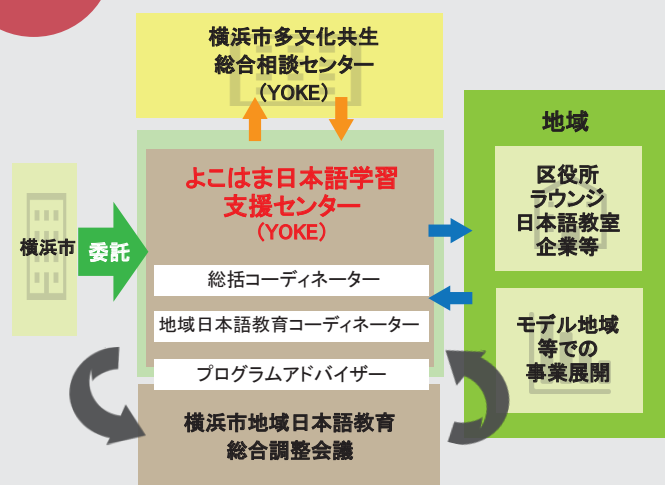 横浜市多文化共生
総合相談センター
（YOKE）
横浜市
委託
よこはま日本語学習
支援センター
（YOKE）
総括コーディネーター
地域日本語教育コーディネーター
プログラムアドバイザー
横浜市地域日本語教育
総合調整会議
地域
区役所
ラウンジ
日本語教室
企業等
モデル地域
等での
事業展開